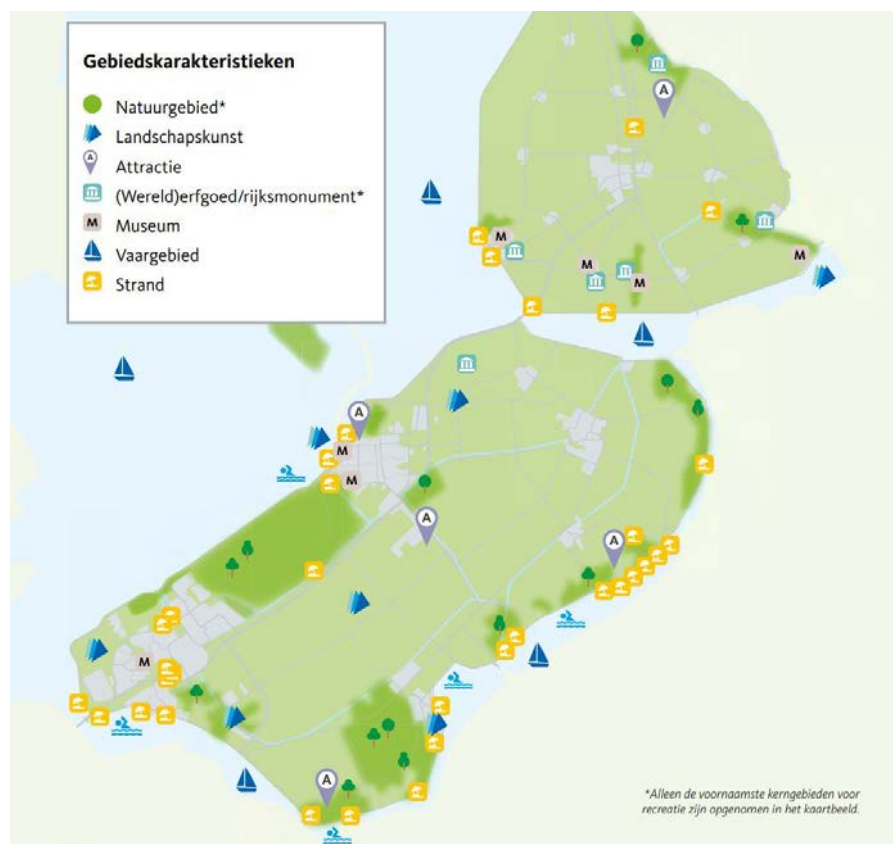 Gebiedskarakteristieken
Natuurgebied*
Landschapskunst
A Attractie
(Wereld)erfgoed/rijksmonument*
M Museum
Vaargebied
Strand
A
M
M
M
M
A
M
M
A
A
M
A
*Alleen de voornaamste kerngebieden voor
recreatie zijn opgenomen in het kaartbeeld.